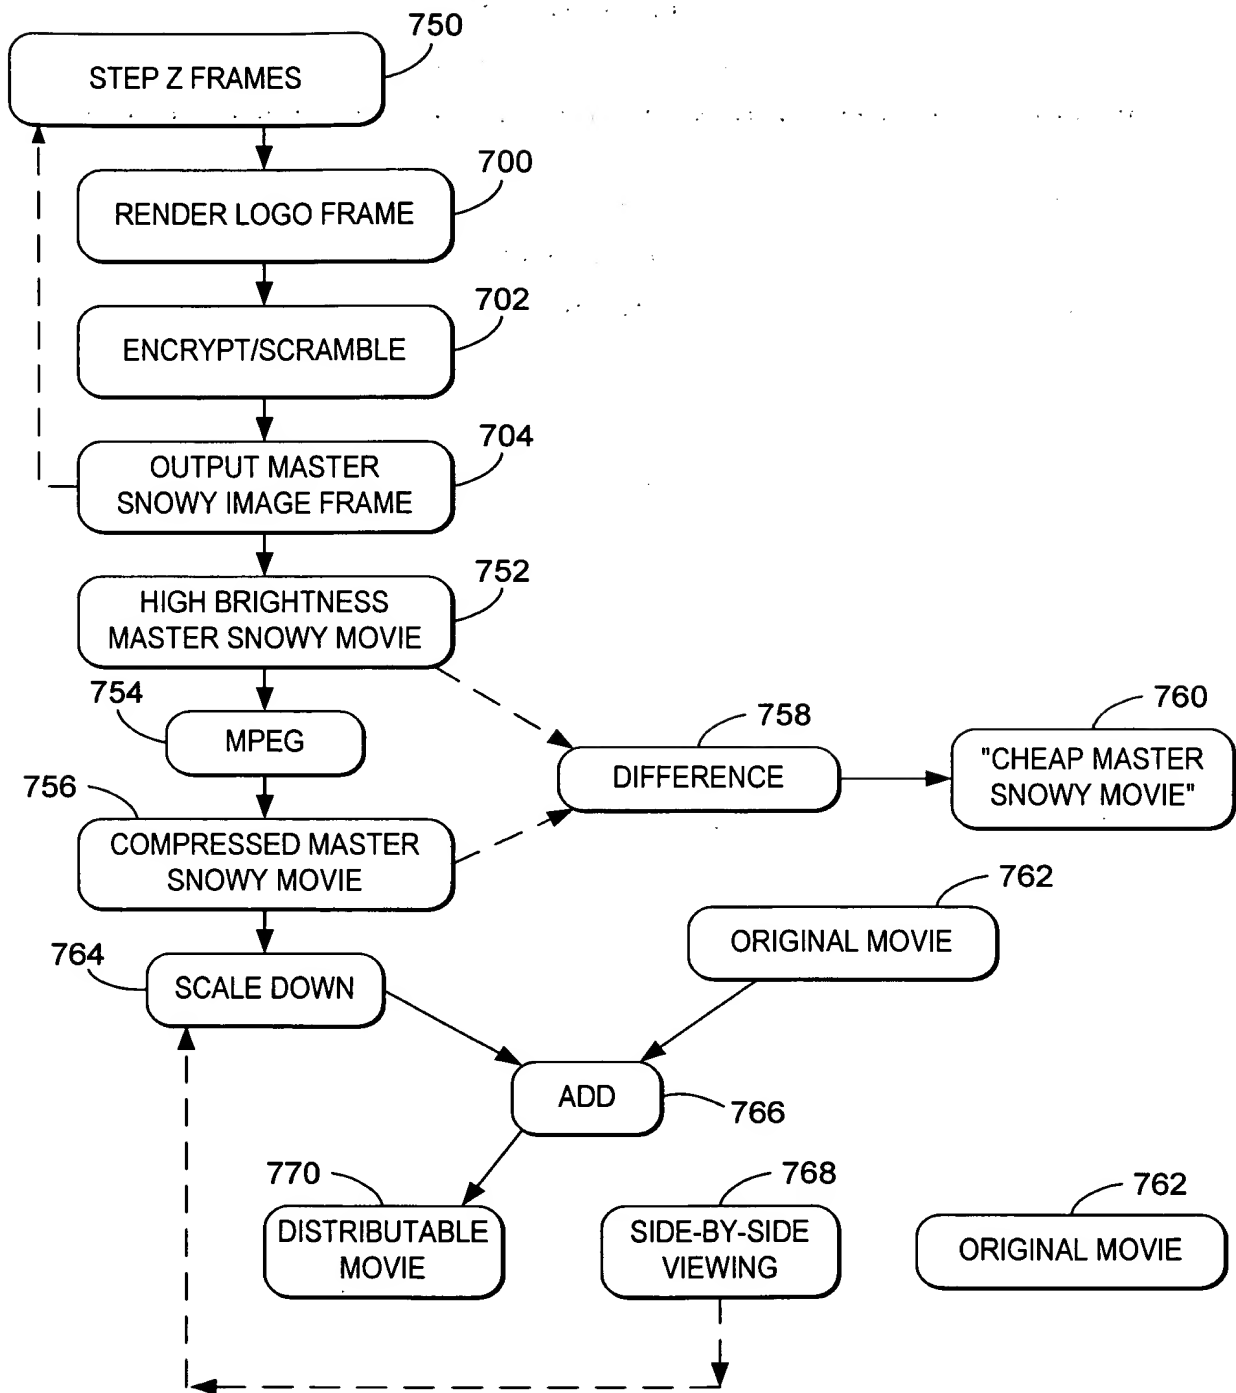 750
STEP Z FRAMES
700
RENDER LOGO FRAME
702
ENCRYPT/SCRAMBLE
704
OUTPUT MASTER
SNOWY IMAGE FRAME
752
HIGH BRIGHTNESS
MASTER SNOWY MOVIE
754
MPEG
758
DIFFERENCE
760
"CHEAP MASTER
SNOWY MOVIE"
756
COMPRESSED MASTER
SNOWY MOVIE
762
ORIGINAL MOVIE
764
SCALE DOWN
ADD
766
770
DISTRIBUTABLE
MOVIE
768
SIDE-BY-SIDE
VIEWING
762
ORIGINAL MOVIE